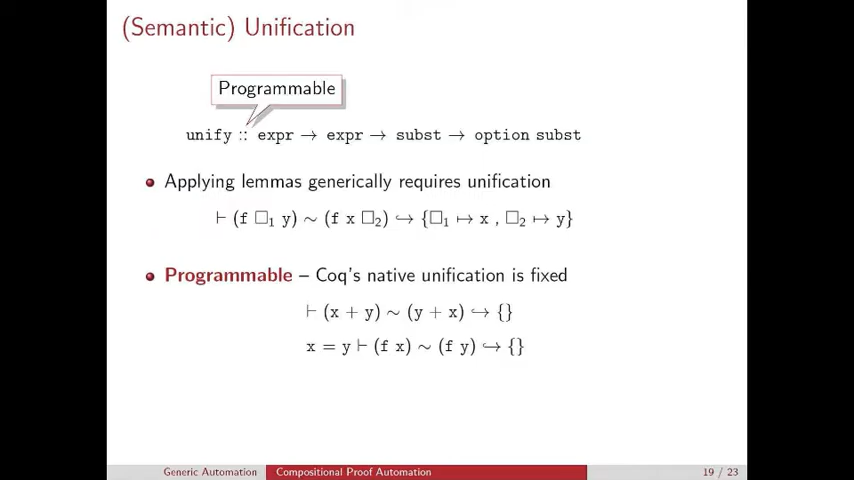 (Semantic) Unification
Programmable
unify :: expr → expr → subst → option subst
Applying lemmas generically requires unification
⊢ (f □₁ y) ∼ (f x □₂) ↪ {□₁ ↦ x , □₂ ↦ y}
Programmable – Coq's native unification is fixed
⊢ (x + y) ∼ (y + x) ↪ {}
x = y ⊢ (f x) ∼ (f y) ↪ {}
Generic Automation Compositional Proof Automation 19 / 23